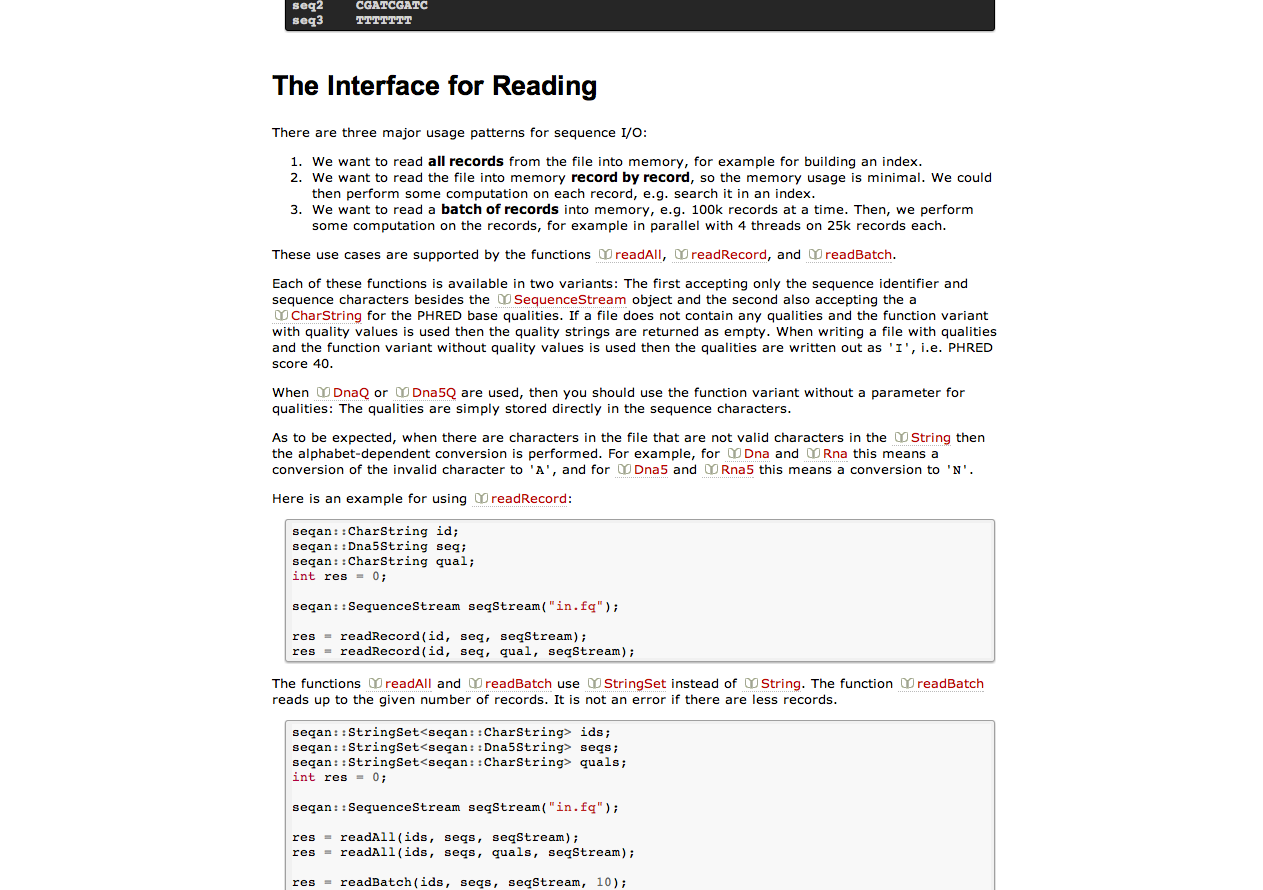 seq2    CGATCGATC
seq3    TTTTTTT
The Interface for Reading
There are three major usage patterns for sequence I/O:
1. We want to read all records from the file into memory, for example for building an index.
2. We want to read the file into memory record by record, so the memory usage is minimal. We could
then perform some computation on each record, e.g. search it in an index.
3. We want to read a batch of records into memory, e.g. 100k records at a time. Then, we perform
some computation on the records, for example in parallel with 4 threads on 25k records each.
These use cases are supported by the functions readAll, readRecord, and readBatch.
Each of these functions is available in two variants: The first accepting only the sequence identifier and
sequence characters besides the SequenceStream object and the second also accepting the a
CharString for the PHRED base qualities. If a file does not contain any qualities and the function variant
with quality values is used then the quality strings are returned as empty. When writing a file with qualities
and the function variant without quality values is used then the qualities are written out as 'I', i.e. PHRED
score 40.
When DnaQ or Dna5Q are used, then you should use the function variant without a parameter for
qualities: The qualities are simply stored directly in the sequence characters.
As to be expected, when there are characters in the file that are not valid characters in the String then
the alphabet-dependent conversion is performed. For example, for Dna and Rna this means a
conversion of the invalid character to 'A', and for Dna5 and Rna5 this means a conversion to 'N'.
Here is an example for using readRecord:
seqan::CharString id;
seqan::Dna5String seq;
seqan::CharString qual;
int res = 0;
seqan::SequenceStream seqStream("in.fq");
res = readRecord(id, seq, seqStream);
res = readRecord(id, seq, qual, seqStream);
The functions readAll and readBatch use StringSet instead of String. The function readBatch
reads up to the given number of records. It is not an error if there are less records.
seqan::StringSet<seqan::CharString> ids;
seqan::StringSet<seqan::Dna5String> seqs;
seqan::StringSet<seqan::CharString> quals;
int res = 0;
seqan::SequenceStream seqStream("in.fq");
res = readAll(ids, seqs, seqStream);
res = readAll(ids, seqs, quals, seqStream);
res = readBatch(ids, seqs, seqStream, 10);